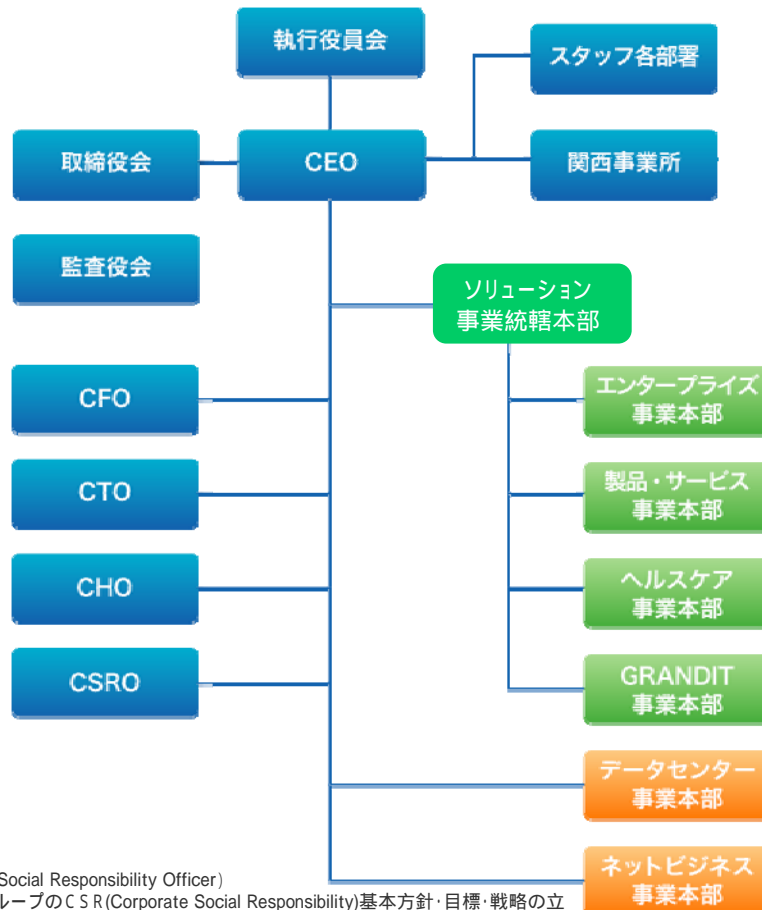 執行役員会
スタッフ各部署
取締役会
CEO
関西事業所
監査役会
ソリューション
事業統轄本部
CFO
エンタープライズ
事業本部
CTO
製品・サービス
事業本部
CHO
ヘルスケア
事業本部
CSRO
GRANDIT
事業本部
データセンター
事業本部
ネットビジネス
事業本部
Social Responsibility Officer）
ループのCSR(Corporate Social Responsibility)基本方針・目標・戦略の立